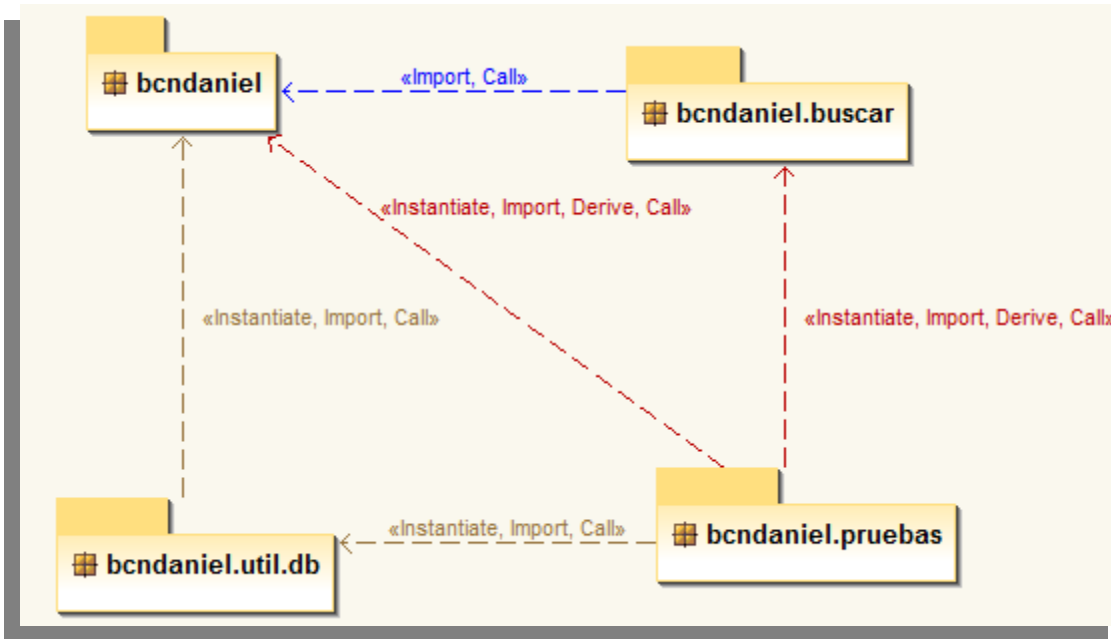 bcndaniel
«Import, Call»
bcndaniel.buscar
«Instantiate, Import, Derive, Call»
«Instantiate, Import, Call»
«Instantiate, Import, Derive, Call»
bcndaniel.util.db
«Instantiate, Import, Call»
bcndaniel.pruebas